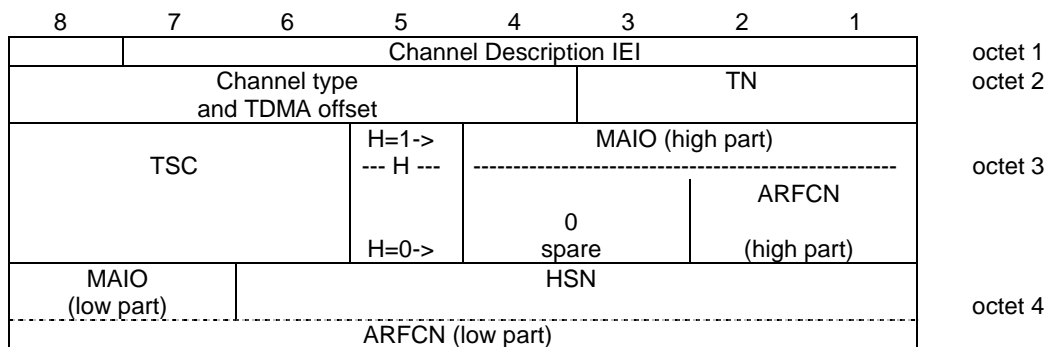 8 7 6 5 4 3 2 1
Channel Description IEI octet 1
Channel type TN octet 2
and TDMA offset
H=1-> MAIO (high part)
TSC --- H --- ------------------------------------------------ octet 3
ARFCN
0
H=0-> spare (high part)
MAIO HSN
(low part) octet 4
ARFCN (low part)